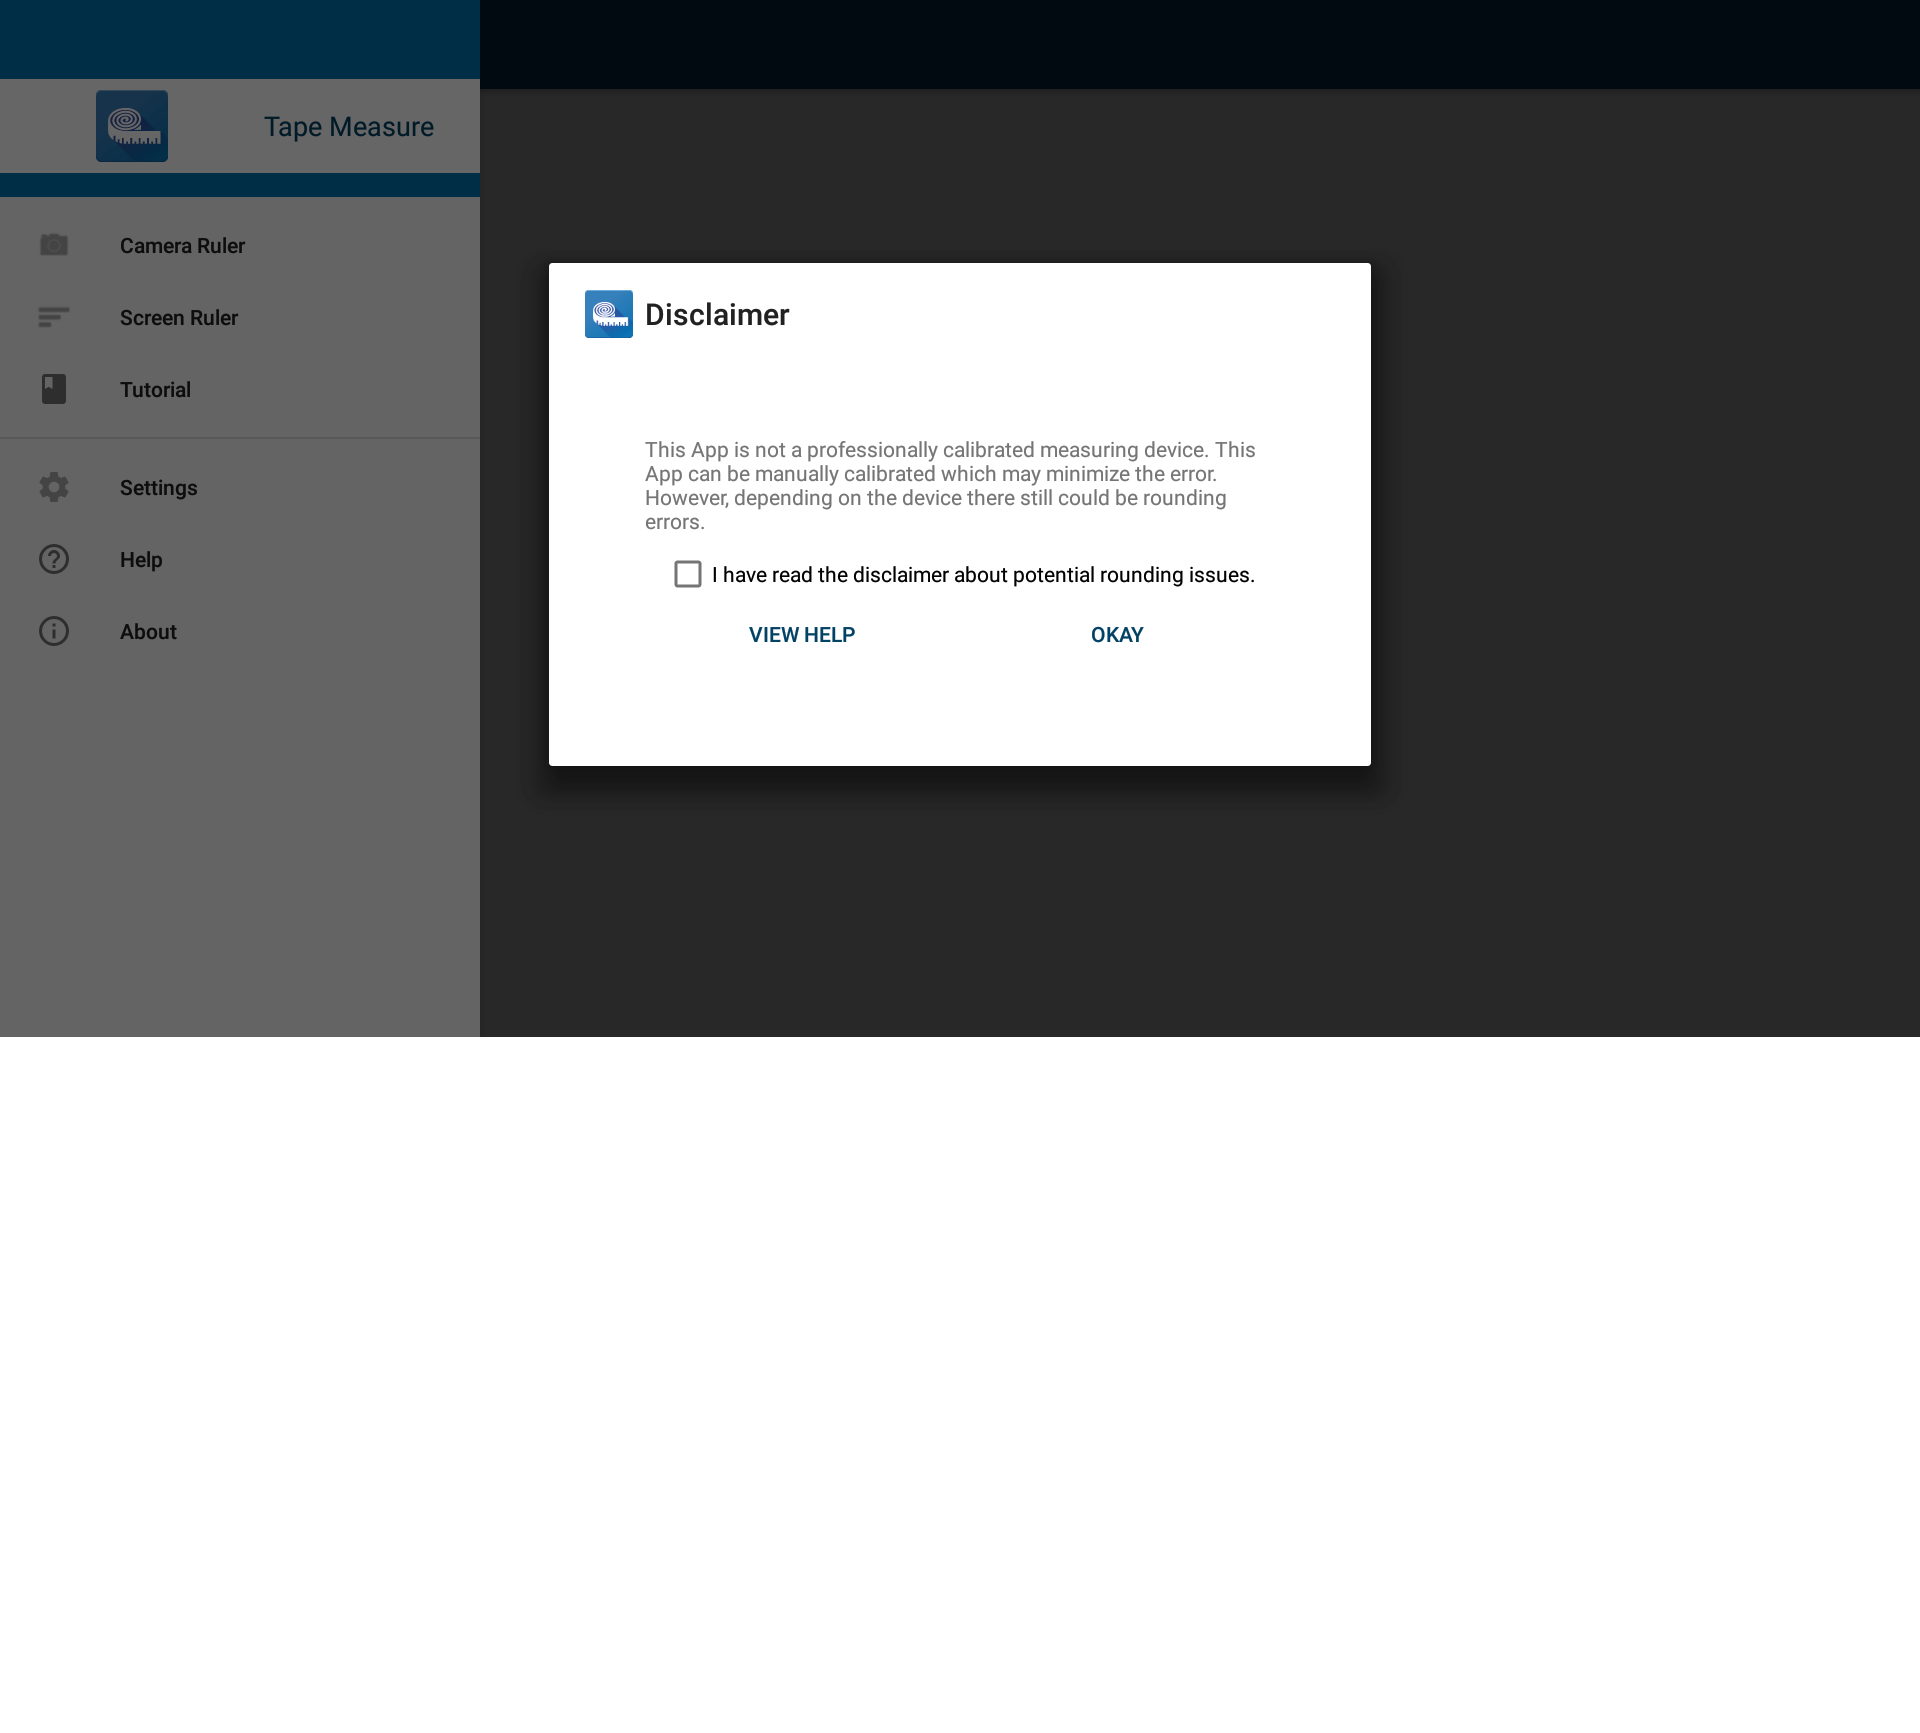 Tape Measure
Camera Ruler
Screen Ruler
Tutorial
Settings
Help
About
Disclaimer
This App is not a professionally calibrated measuring device. This
App can be manually calibrated which may minimize the error.
However, depending on the device there still could be rounding
errors.
I have read the disclaimer about potential rounding issues.
VIEW HELP
OKAY